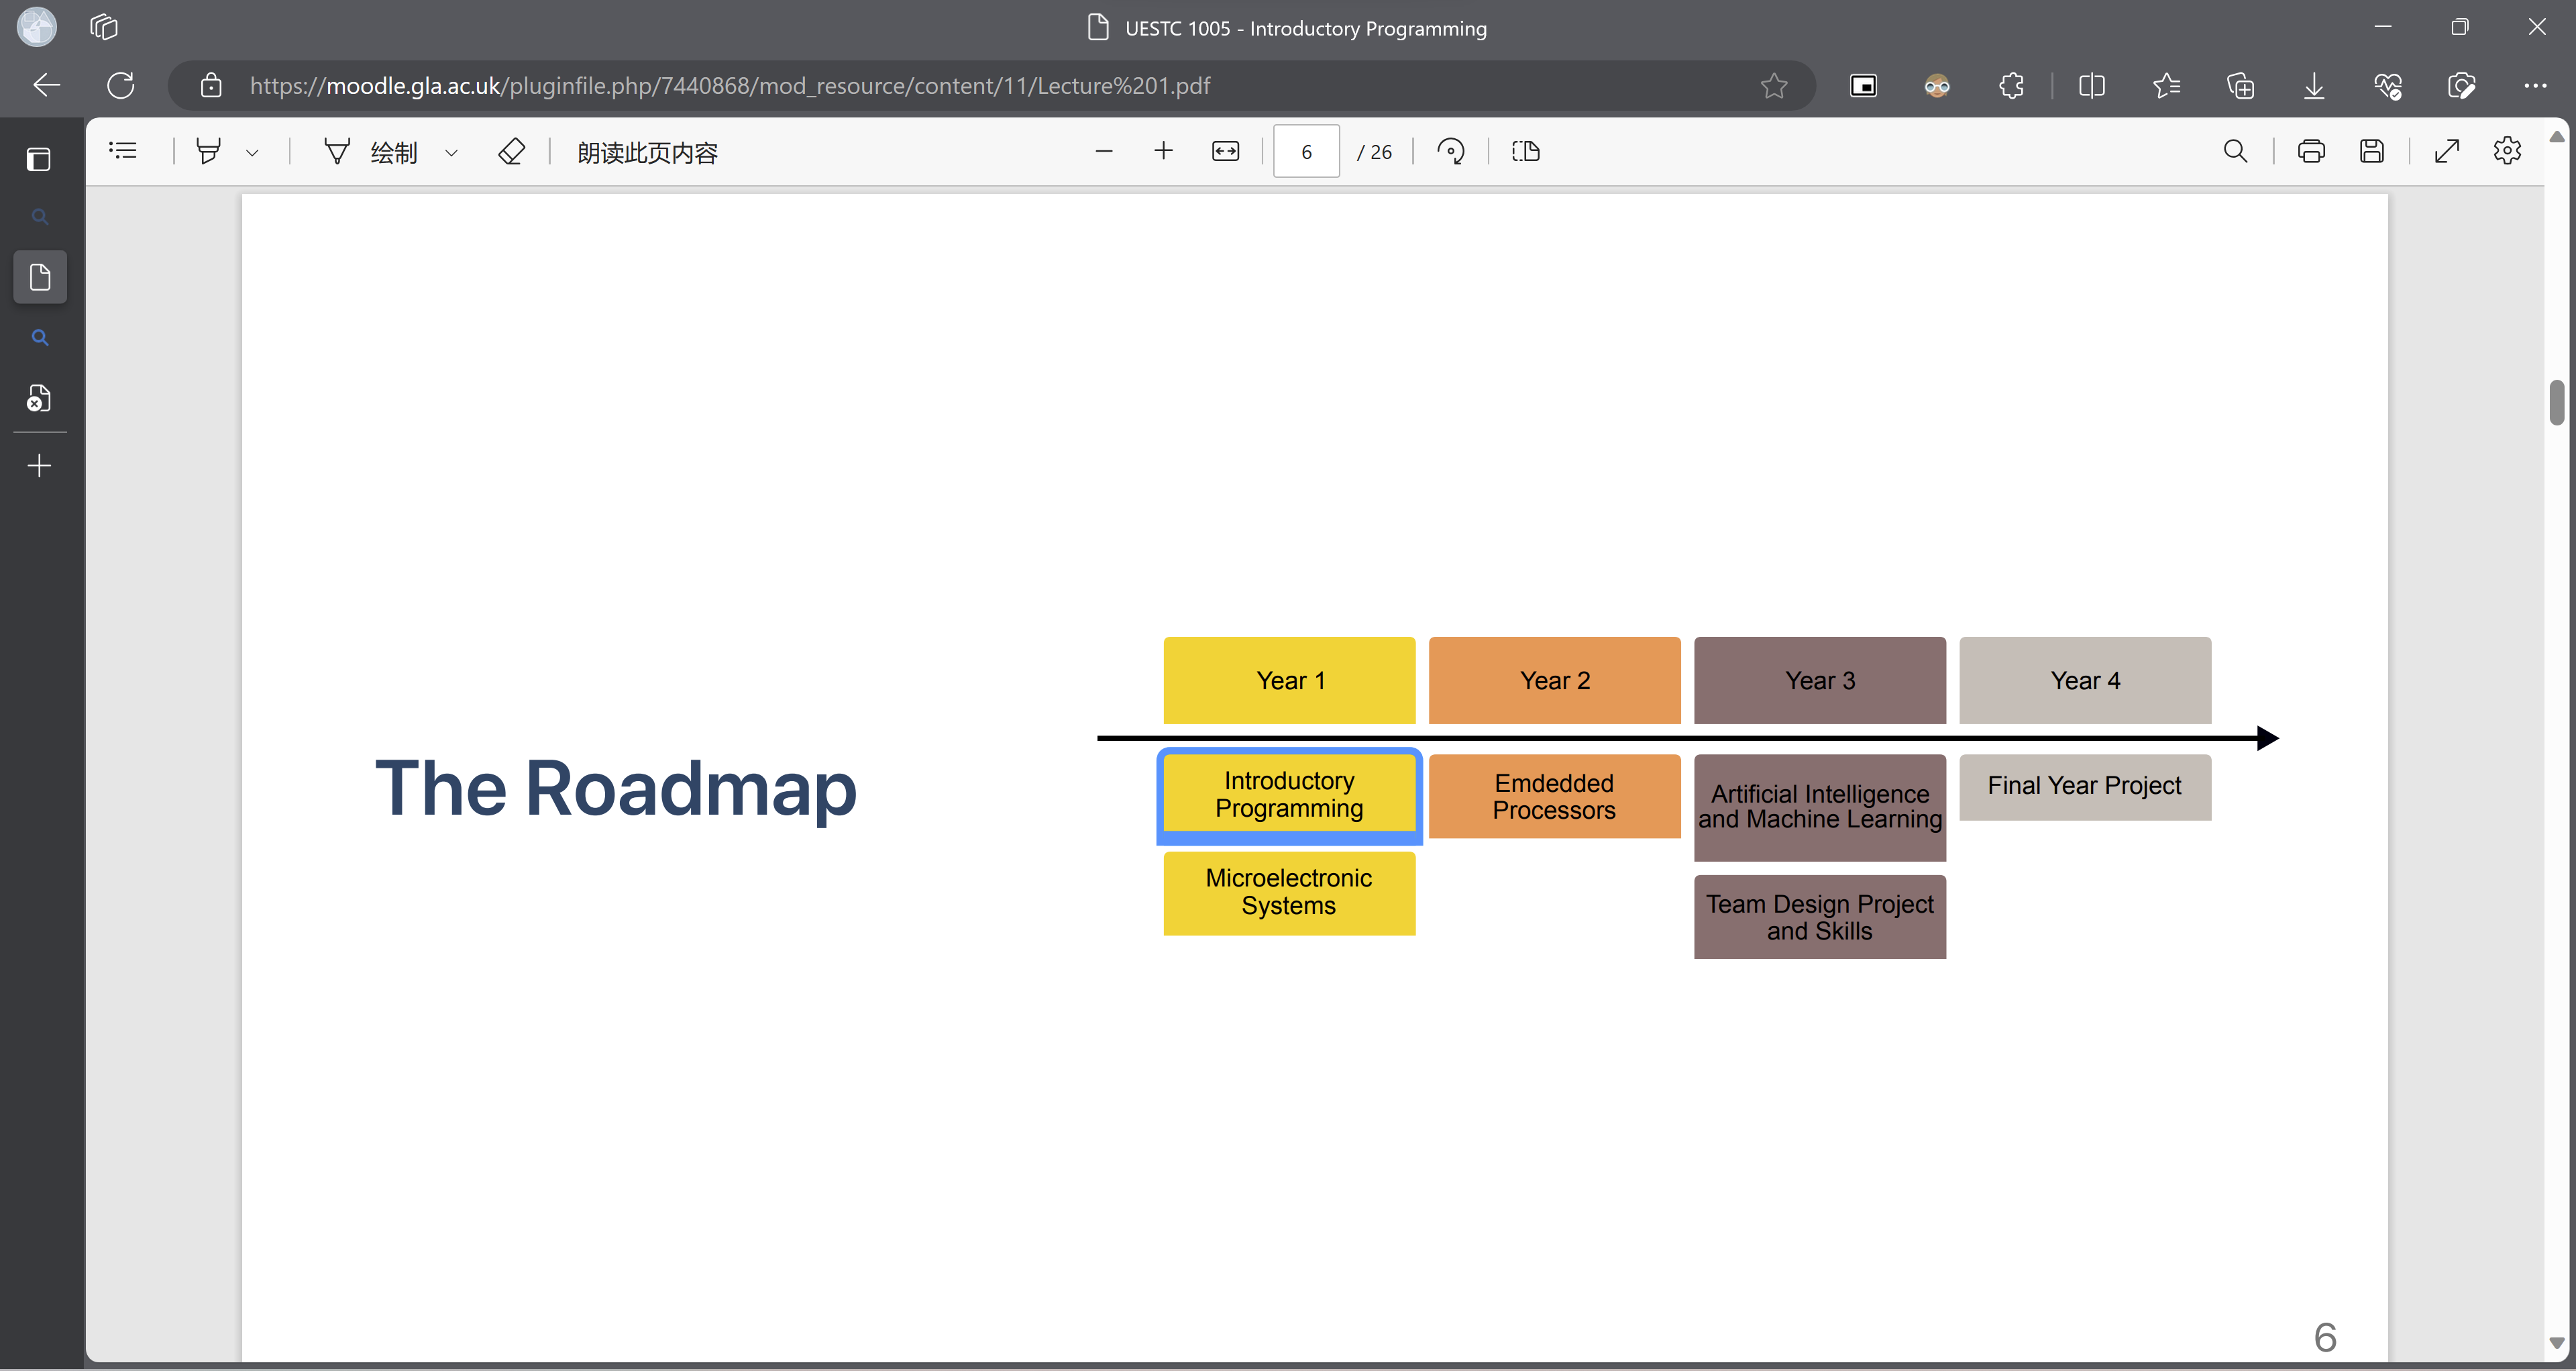 UESTC 1005 - Introductory Programming
https://moodle.gla.ac.uk/pluginfile.php/7440868/mod_resource/content/11/Lecture%201.pdf
绘制
朗读此页内容
6 / 26
The Roadmap
Year 1
Year 2
Year 3
Year 4
Introductory
Programming
Emdedded
Processors
Artificial Intelligence
and Machine Learning
Final Year Project
Microelectronic
Systems
Team Design Project
and Skills
6